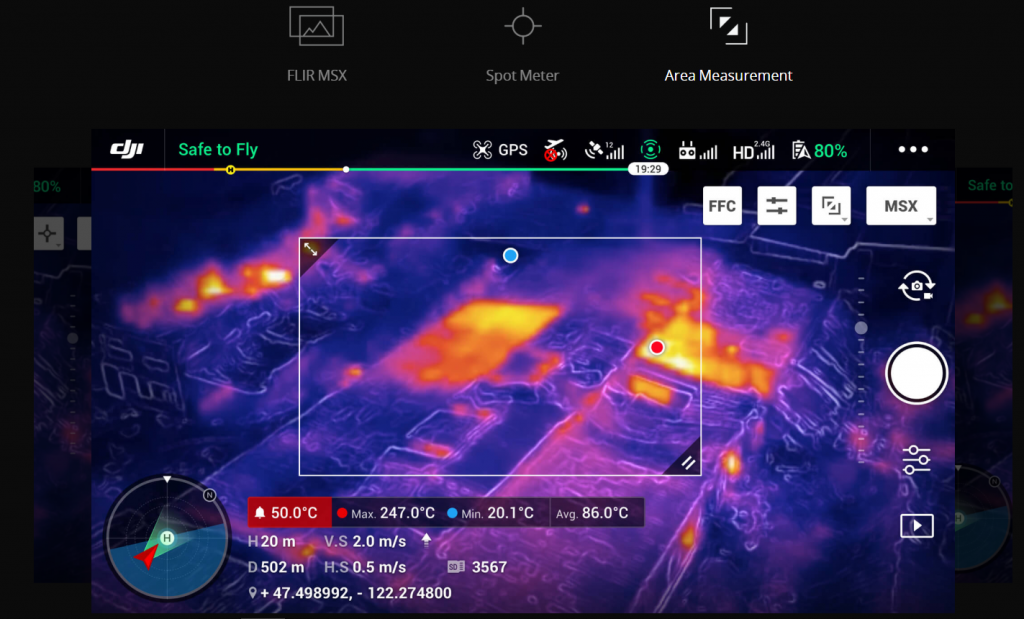 FLIR MSX Spot Meter Area Measurement
dji Safe to Fly GPS 12 HD 2.4G 80%
80% 19:29 Safe to
FFC MSX
N
H
50.0°C Max. 247.0°C Min. 20.1°C Avg. 86.0°C
H 20 m V.S 2.0 m/s
D 502 m H.S 0.5 m/s SD 3567
+ 47.498992, - 122.274800